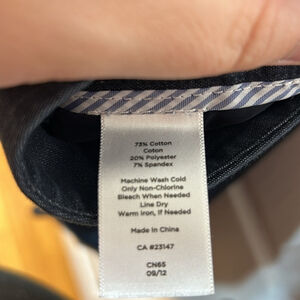 73% Cotton
Coton
20% Polyester
7% Spandex
Machine Wash Cold
Only Non-Chlorine
Bleach When Needed
Line Dry
Warm Iron, If Needed
Made In China
CA #23147
CN65
09/12